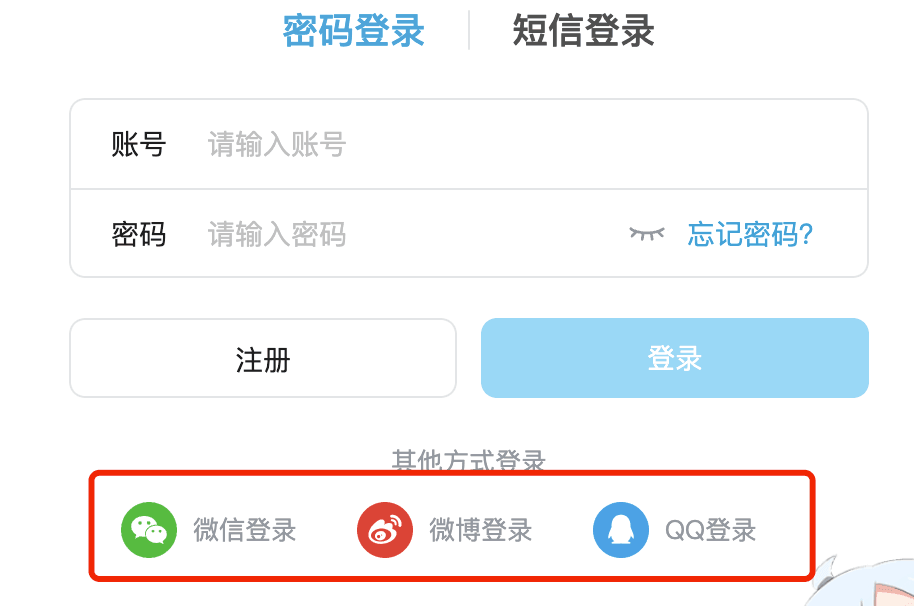 密码登录 短信登录
账号 请输入账号
密码 请输入密码 忘记密码?
注册 登录
其他方式登录
微信登录 微博登录 QQ登录